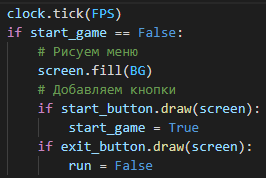 clock.tick(FPS)
if start_game == False:
    # Рисуем меню
    screen.fill(BG)
    # Добавляем кнопки
    if start_button.draw(screen):
        start_game = True
    if exit_button.draw(screen):
        run = False